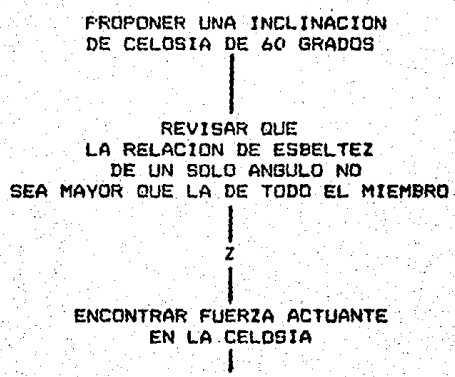 PROPONER UNA INCLINACION
DE CELOSIA DE 60 GRADOS
REVISAR QUE
LA RELACION DE ESBELTEZ
DE UN SOLO ANGULO NO
SEA MAYOR QUE LA DE TODO EL MIEMBRO
Z
ENCONTRAR FUERZA ACTUANTE
EN LA CELOSIA